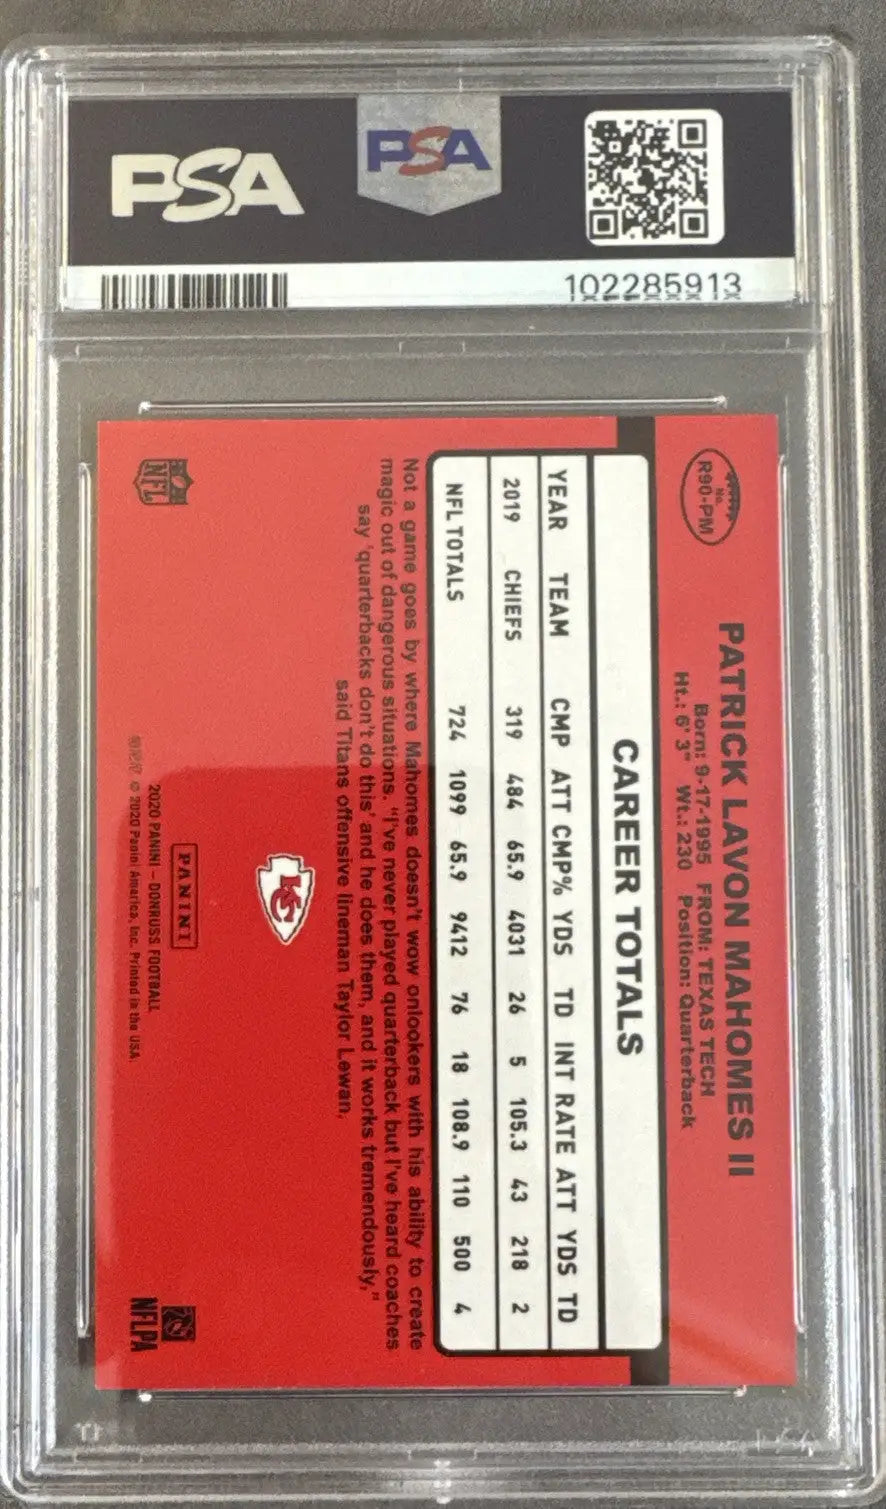 PSA
PSA
102285913
No.
R90-PM
PATRICK LAVON MAHOMES II
Born: 9-17-1995 FROM: TEXAS TECH
Ht.: 6' 3" Wt.: 230 Position: Quarterback
CAREER TOTALS
YEAR TEAM CMP ATT CMP% YDS TD INT RATE ATT YDS TD
2019 CHIEFS 319 484 65.9 4031 26 5 105.3 43 218 2
NFL TOTALS 724 1099 65.9 9412 76 18 108.9 110 500 4
Not a game goes by where Mahomes doesn't wow onlookers with his ability to create
magic out of dangerous situations. "I've never played quarterback but I've heard coaches
say 'quarterbacks don't do this' and he does them, and it works tremendously,"
said Titans offensive lineman Taylor Lewan.
KC
NFL
PANINI
2020 PANINI – DONRUSS FOOTBALL
© 2020 Panini America, Inc. Printed in the USA.
NFLPA